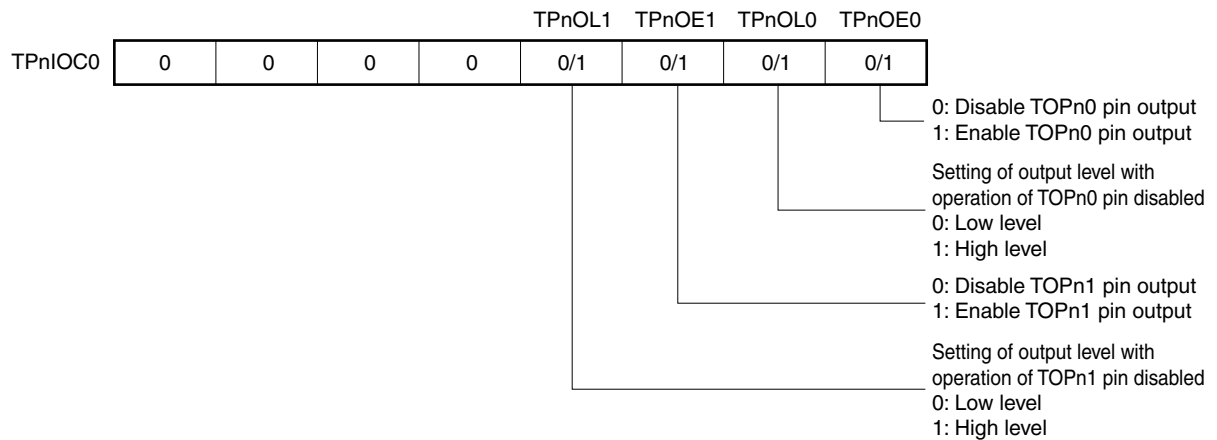 TPnOL1 TPnOE1 TPnOL0 TPnOE0
TPnIOC0 0 0 0 0 0/1 0/1 0/1 0/1
0: Disable TOPn0 pin output
1: Enable TOPn0 pin output
Setting of output level with
operation of TOPn0 pin disabled
0: Low level
1: High level
0: Disable TOPn1 pin output
1: Enable TOPn1 pin output
Setting of output level with
operation of TOPn1 pin disabled
0: Low level
1: High level